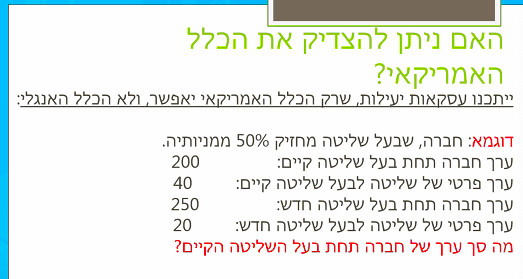 האם ניתן להצדיק את הכלל
האמריקאי?
ייתכנו עסקאות יעילות, שרק הכלל האמריקאי יאפשר, ולא הכלל האנגלי:
דוגמא: חברה, שבעל שליטה מחזיק 50% ממניותיה.
ערך חברה תחת בעל שליטה קיים: 200
ערך פרטי של שליטה לבעל שליטה קיים: 40
ערך חברה תחת בעל שליטה חדש: 250
ערך פרטי של שליטה לבעל שליטה חדש: 20
מה סך ערך של חברה תחת בעל השליטה הקיים?